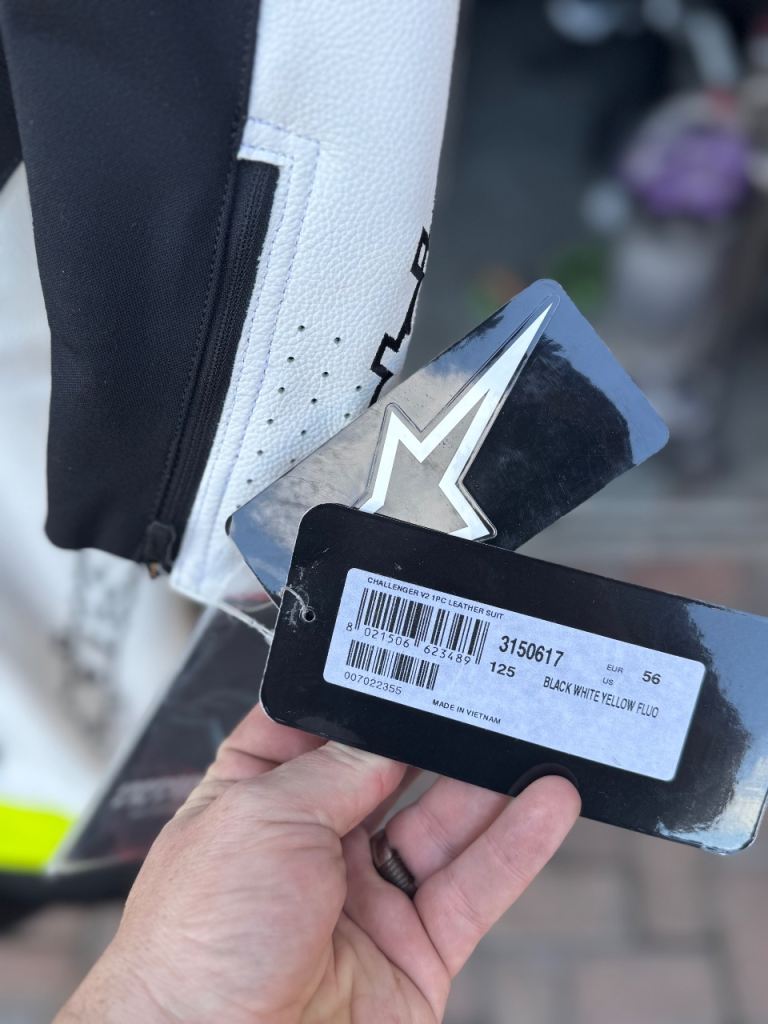 CHALLENGER V2 1PC LEATHER SUIT
8 021506 623489
3150617
125
EUR 56
US
BLACK WHITE YELLOW FLUO
007022355
MADE IN VIETNAM